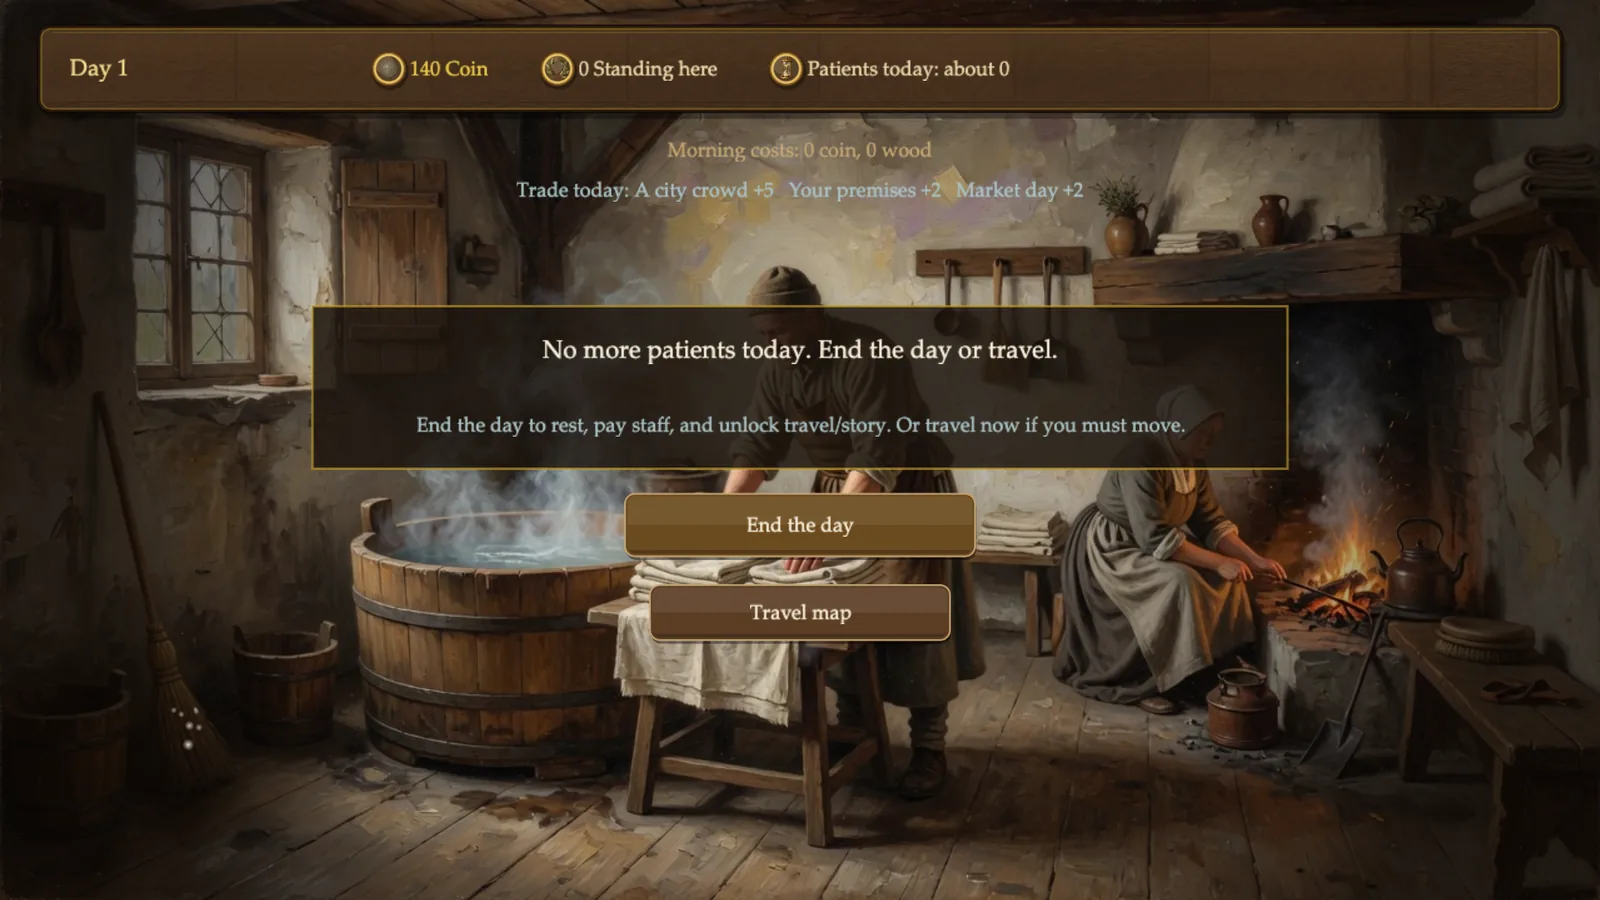 Day 1
140 Coin
0 Standing here
Patients today: about 0
Morning costs: 0 coin, 0 wood
Trade today: A city crowd +5 Your premises +2 Market day +2
No more patients today. End the day or travel.
End the day to rest, pay staff, and unlock travel/story. Or travel now if you must move.
End the day
Travel map